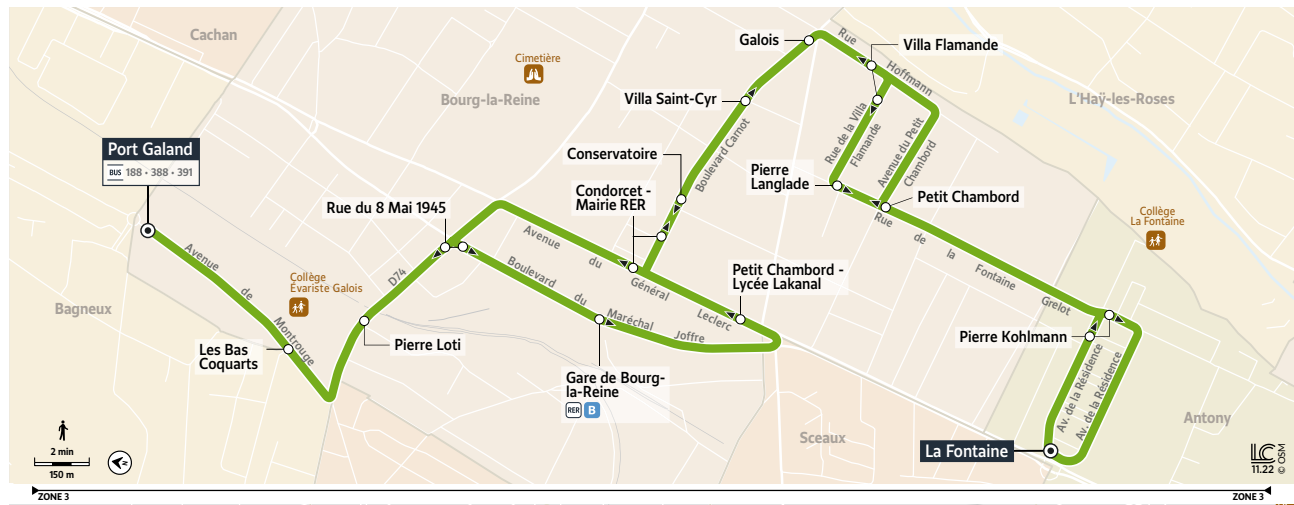 Cachan
Cimetière
Bourg-la-Reine
Galois
Rue
Hoffmann
Villa Flamande
L'Haÿ-les-Roses
Villa Saint-Cyr
Boulevard Carnot
Rue de la Villa
Flamande
Avenue du Petit
Chambord
Port Galand
BUS 188 • 388 • 391
Conservatoire
Condorcet -
Mairie RER
Pierre
Langlade
Petit Chambord
Rue de la Fontaine Grelot
Collège
La Fontaine
Rue du 8 Mai 1945
Avenue de Montrouge
Collège
Évariste Galois
D74
Avenue du Général Leclerc
Boulevard du Maréchal Joffre
Petit Chambord -
Lycée Lakanal
Bagneux
Les Bas
Coquarts
Pierre Loti
Gare de Bourg-
la-Reine
RER B
Pierre Kohlmann
Av. de la Résidence
Av. de la Résidence
Antony
Sceaux
La Fontaine
2 min
150 m
N
LC
11.22 © OSM
ZONE 3
ZONE 3